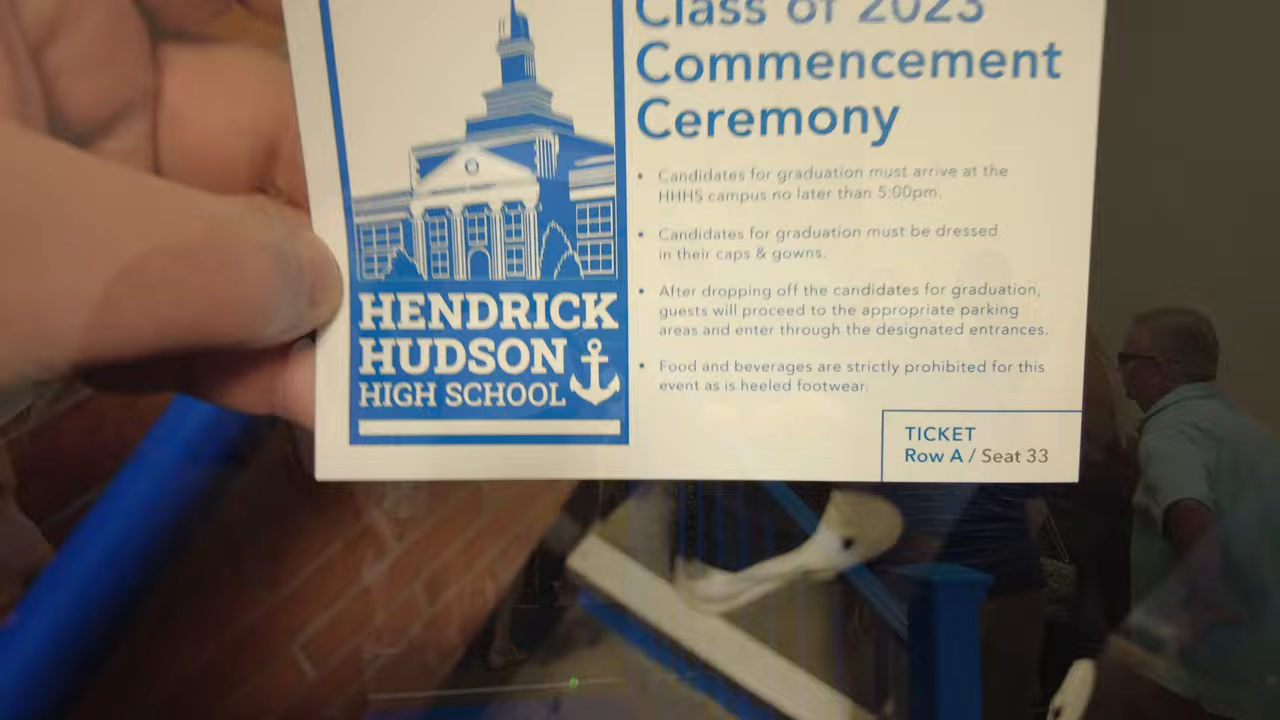 Class of 2023
Commencement
Ceremony
• Candidates for graduation must arrive at the
HHHS campus no later than 5:00pm.
• Candidates for graduation must be dressed
in their caps & gowns.
• After dropping off the candidates for graduation,
guests will proceed to the appropriate parking
areas and enter through the designated entrances.
• Food and beverages are strictly prohibited for this
event as is heeled footwear.
HENDRICK
HUDSON
HIGH SCHOOL
TICKET
Row A / Seat 33